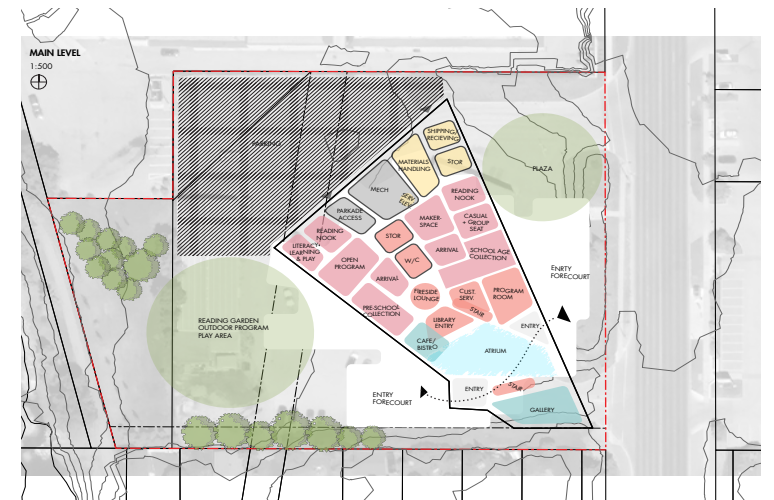 MAIN LEVEL
1:500
PARKING
SHIPPING
RECIEVING
MATERIALS
HANDLING
STOR
PLAZA
MECH
SERV
ELEV
READING
NOOK
PARKADE
ACCESS
MAKER-
SPACE
CASUAL
+ GROUP
SEAT
READING
NOOK
STOR
LITERACY-
LEARNING
& PLAY
OPEN
PROGRAM
W/C
ARRIVAL
SCHOOL AGE
COLLECTION
ARRIVAL
ENRTY
FORECOURT
FIRESIDE
LOUNGE
CUST.
SERV.
PROGRAM
ROOM
PRE-SCHOOL
COLLECTION
STAIR
READING GARDEN
OUTDOOR PROGRAM
PLAY AREA
LIBRARY
ENTRY
ENTRY
CAFE/
BISTRO
ATRIUM
ENTRY
FORECOURT
ENTRY
STAIR
GALLERY